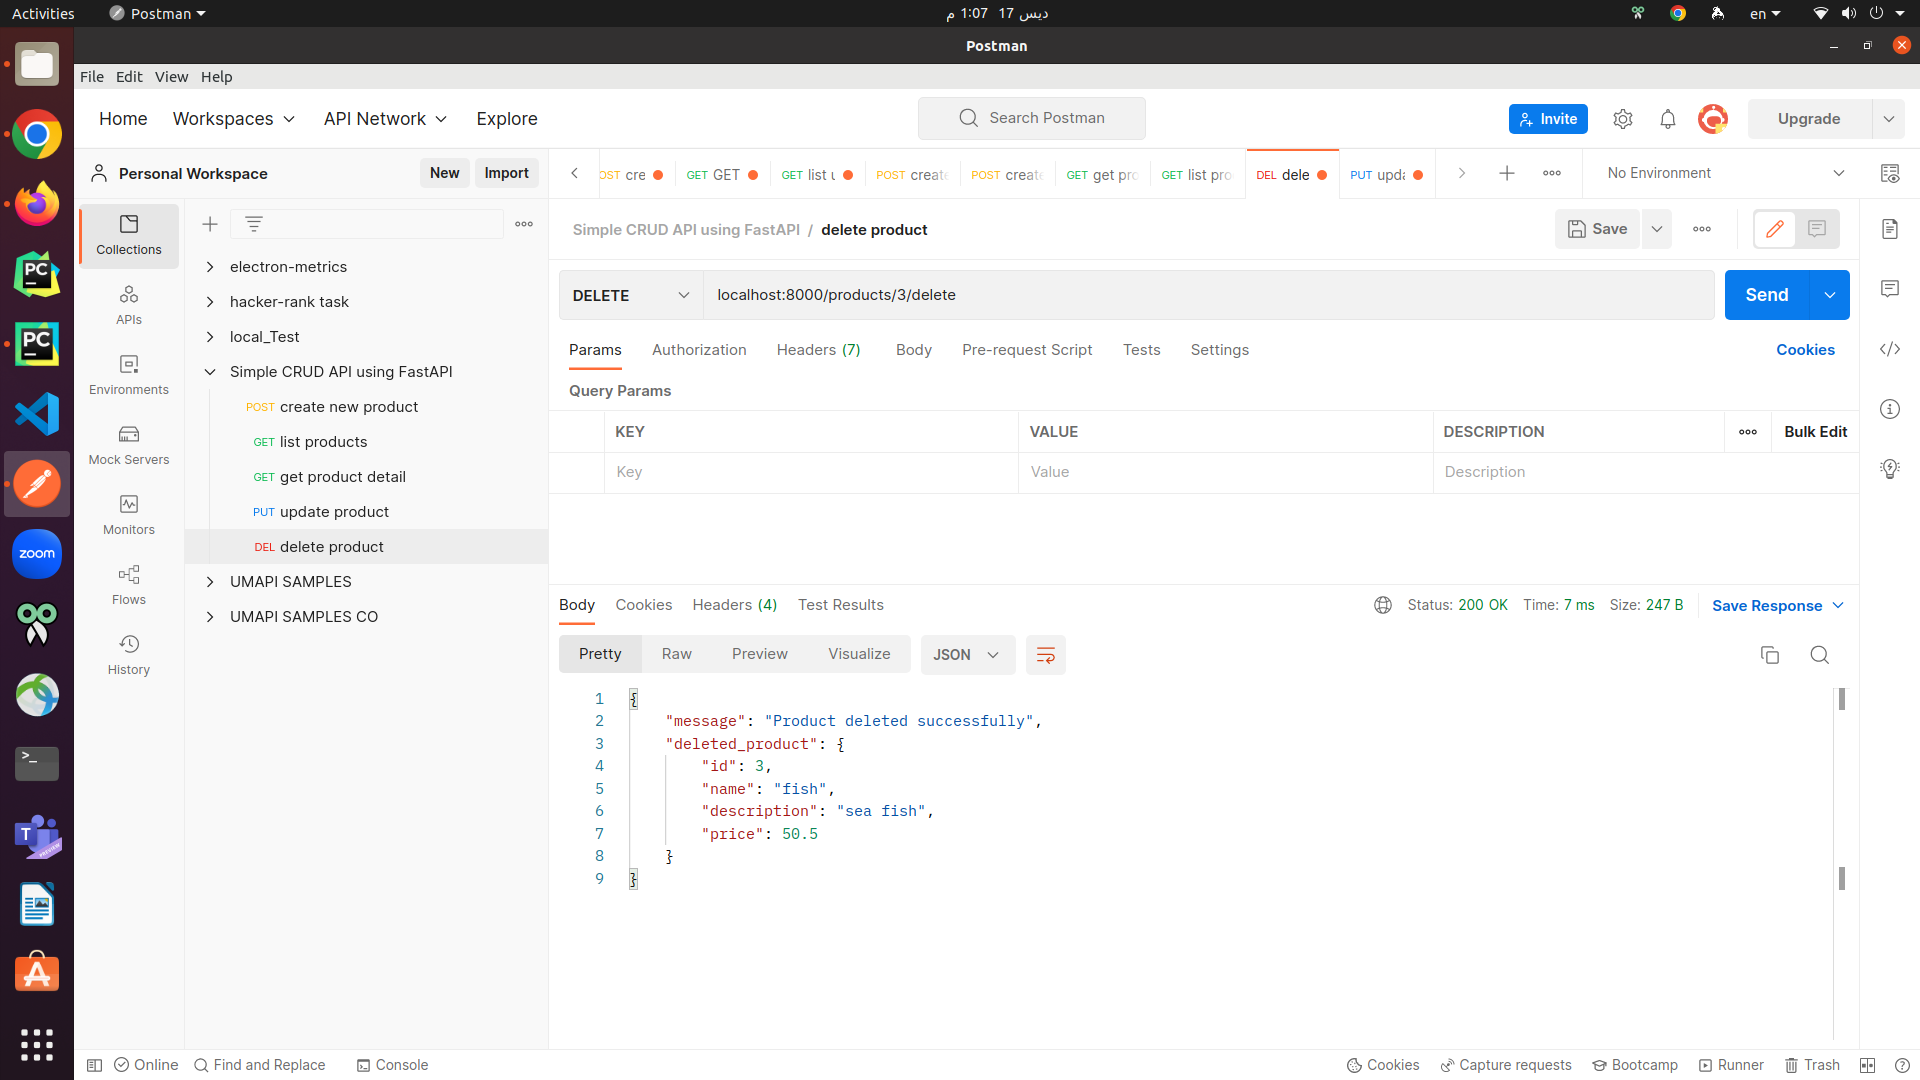 Activities
Postman
1:07 م
17 ديس
en
Postman
File Edit View Help
Home
Workspaces
API Network
Explore
Search Postman
Invite
Upgrade
Personal Workspace
New
Import
OST cre
GET GET
GET list u
POST create
POST create
GET get pro
GET list pro
DEL dele
PUT upda
No Environment
Collections
APIs
Environments
Mock Servers
Monitors
Flows
History
electron-metrics
hacker-rank task
local_Test
Simple CRUD API using FastAPI
POST create new product
GET list products
GET get product detail
PUT update product
DEL delete product
UMAPI SAMPLES
UMAPI SAMPLES CO
Simple CRUD API using FastAPI / delete product
Save
DELETE
localhost:8000/products/3/delete
Send
Params Authorization Headers (7) Body Pre-request Script Tests Settings
Cookies
Query Params
KEY VALUE DESCRIPTION
Bulk Edit
Key Value Description
Body Cookies Headers (4) Test Results
Status: 200 OK Time: 7 ms Size: 247 B
Save Response
Pretty Raw Preview Visualize
JSON
1 {
2 "message": "Product deleted successfully",
3 "deleted_product": {
4 "id": 3,
5 "name": "fish",
6 "description": "sea fish",
7 "price": 50.5
8 }
9 }
PC
PC
zoom
>_
T
PREVIEW
A
Online
Find and Replace
Console
Cookies
Capture requests
Bootcamp
Runner
Trash